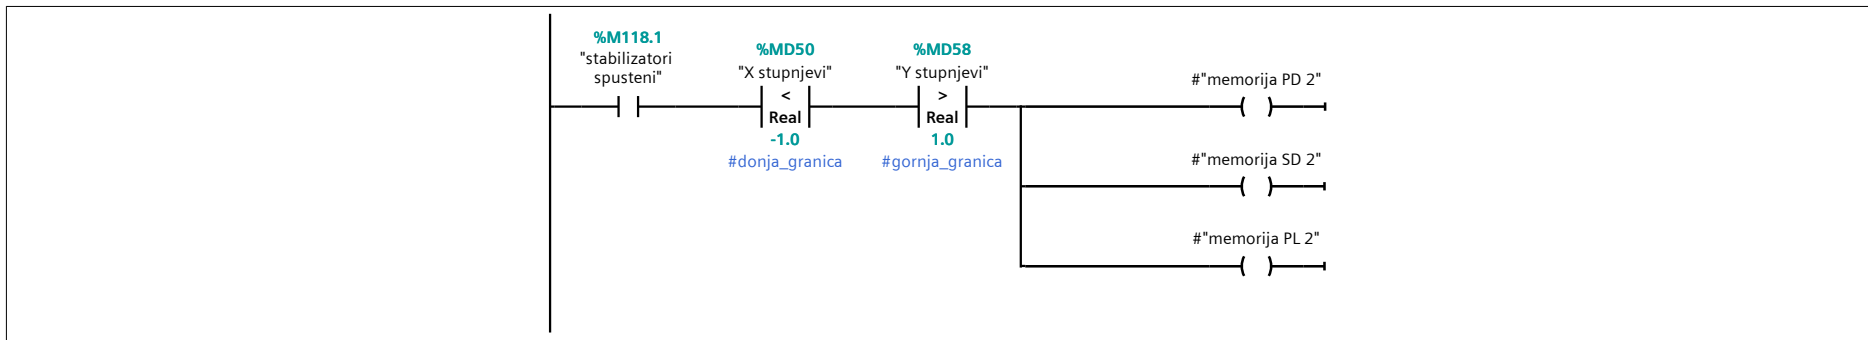 %M118.1
"stabilizatori
spusteni"
%MD50
"X stupnjevi"
<
Real
-1.0
#donja_granica
%MD58
"Y stupnjevi"
>
Real
1.0
#gornja_granica
#"memorija PD 2"
#"memorija SD 2"
#"memorija PL 2"